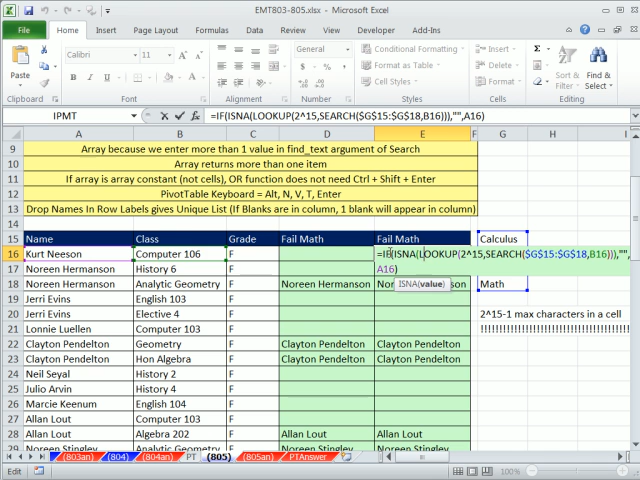 EMT803-805.xlsx - Microsoft Excel
File Home Insert Page Layout Formulas Data Review View Developer Add-Ins
Calibri 11 General Conditional Formatting Insert
Paste B I U $ % , Format as Table Delete Sort & Filter Find & Select
Cell Styles Format
Clipboard Font Alignment Number Styles Cells Editing
IPMT =IF(ISNA(LOOKUP(2^15,SEARCH($G$15:$G$18,B16))),"",A16)
A B C D E F G H I
9 Array because we enter more than 1 value in find_text argument of Search
10 Array returns more than one item
11 If array is array constant (not cells), OR function does not need Ctrl + Shift + Enter
12 PivotTable Keyboard = Alt, N, V, T, Enter
13 Drop Names In Row Labels gives Unique List (If Blanks are in column, 1 blank will appear in column)
14
15 Name Class Grade Fail Math Fail Math Calculus
16 Kurt Neeson Computer 106 F =IF(ISNA(LOOKUP(2^15,SEARCH($G$15:$G$18,B16))),"",
17 Noreen Hermanson History 6 F A16)
18 Noreen Hermanson Analytic Geometry F Noreen Hermanson Noreen Hermanson Math
ISNA(value)
19 Jerri Evins English 103 F
20 Jerri Evins Elective 4 F 2^15-1 max characters in a cell
21 Lonnie Luellen Computer 103 F !!!!!!!!!!!!!!!!!!!!!!!!!!!!!!!!!!!!!!!!
22 Clayton Pendelton Geometry F Clayton Pendelton Clayton Pendelton
23 Clayton Pendelton Hon Algebra F Clayton Pendelton Clayton Pendelton
24 Neil Seyal History 2 F
25 Julio Arvin History 4 F
26 Marcie Keenum English 104 F
27 Allan Lout Computer 103 F
28 Allan Lout Algebra 202 F Allan Lout Allan Lout
29 Noreen Stingley Analytic Geometry F Noreen Stingley Noreen Stingley
(803an) (804) (804an) PT (805) (805an) PTAnswer
Edit 100%